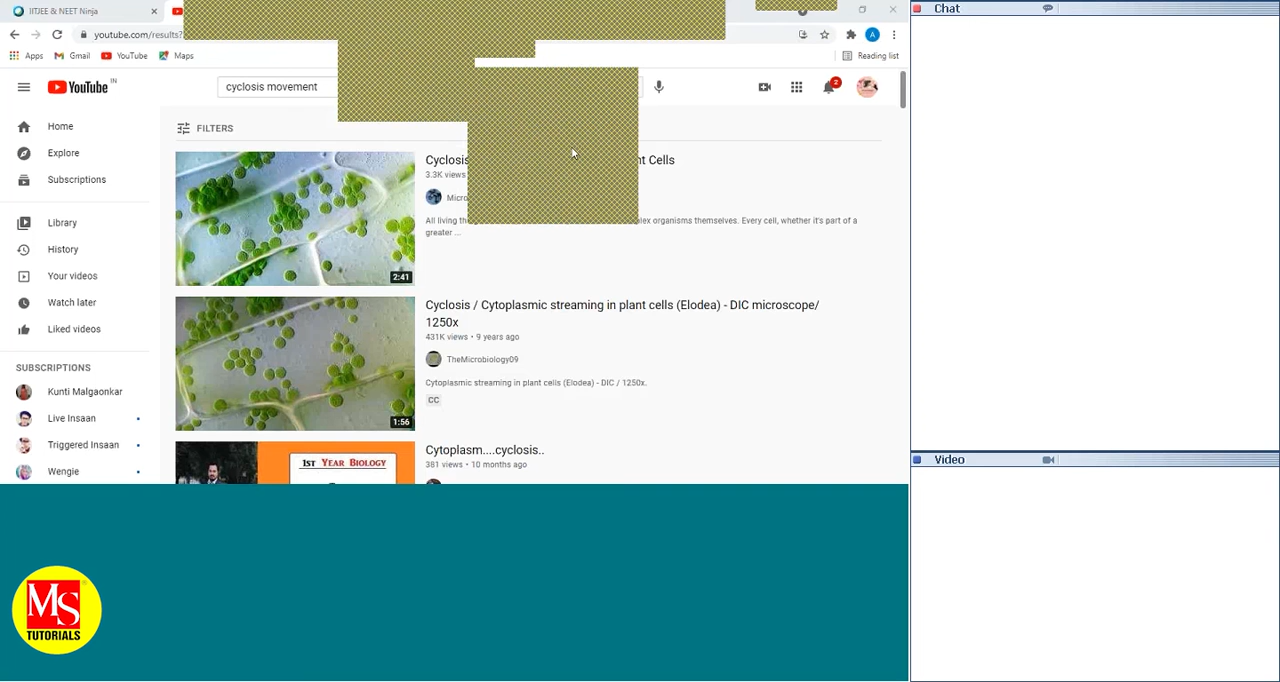 IITJEE & NEET Ninja
Chat
youtube.com/results?
Apps
Gmail
YouTube
Maps
Reading list
YouTube IN
cyclosis movement
2
Home
FILTERS
Explore
Subscriptions
Cyclosis
Cells
3.3K views
All living
organisms themselves. Every cell, whether it's part of a
greater ...
Library
History
Your videos
2:41
Watch later
Liked videos
Cyclosis / Cytoplasmic streaming in plant cells (Elodea) - DIC microscope/
1250x
431K views • 9 years ago
TheMicrobiology09
Cytoplasmic streaming in plant cells (Elodea) - DIC / 1250x.
CC
1:56
SUBSCRIPTIONS
Kunti Malgaonkar
Live Insaan
Triggered Insaan
Wengie
Cytoplasm....cyclosis..
381 views • 10 months ago
1ST YEAR BIOLOGY
Video
MS
TUTORIALS
A